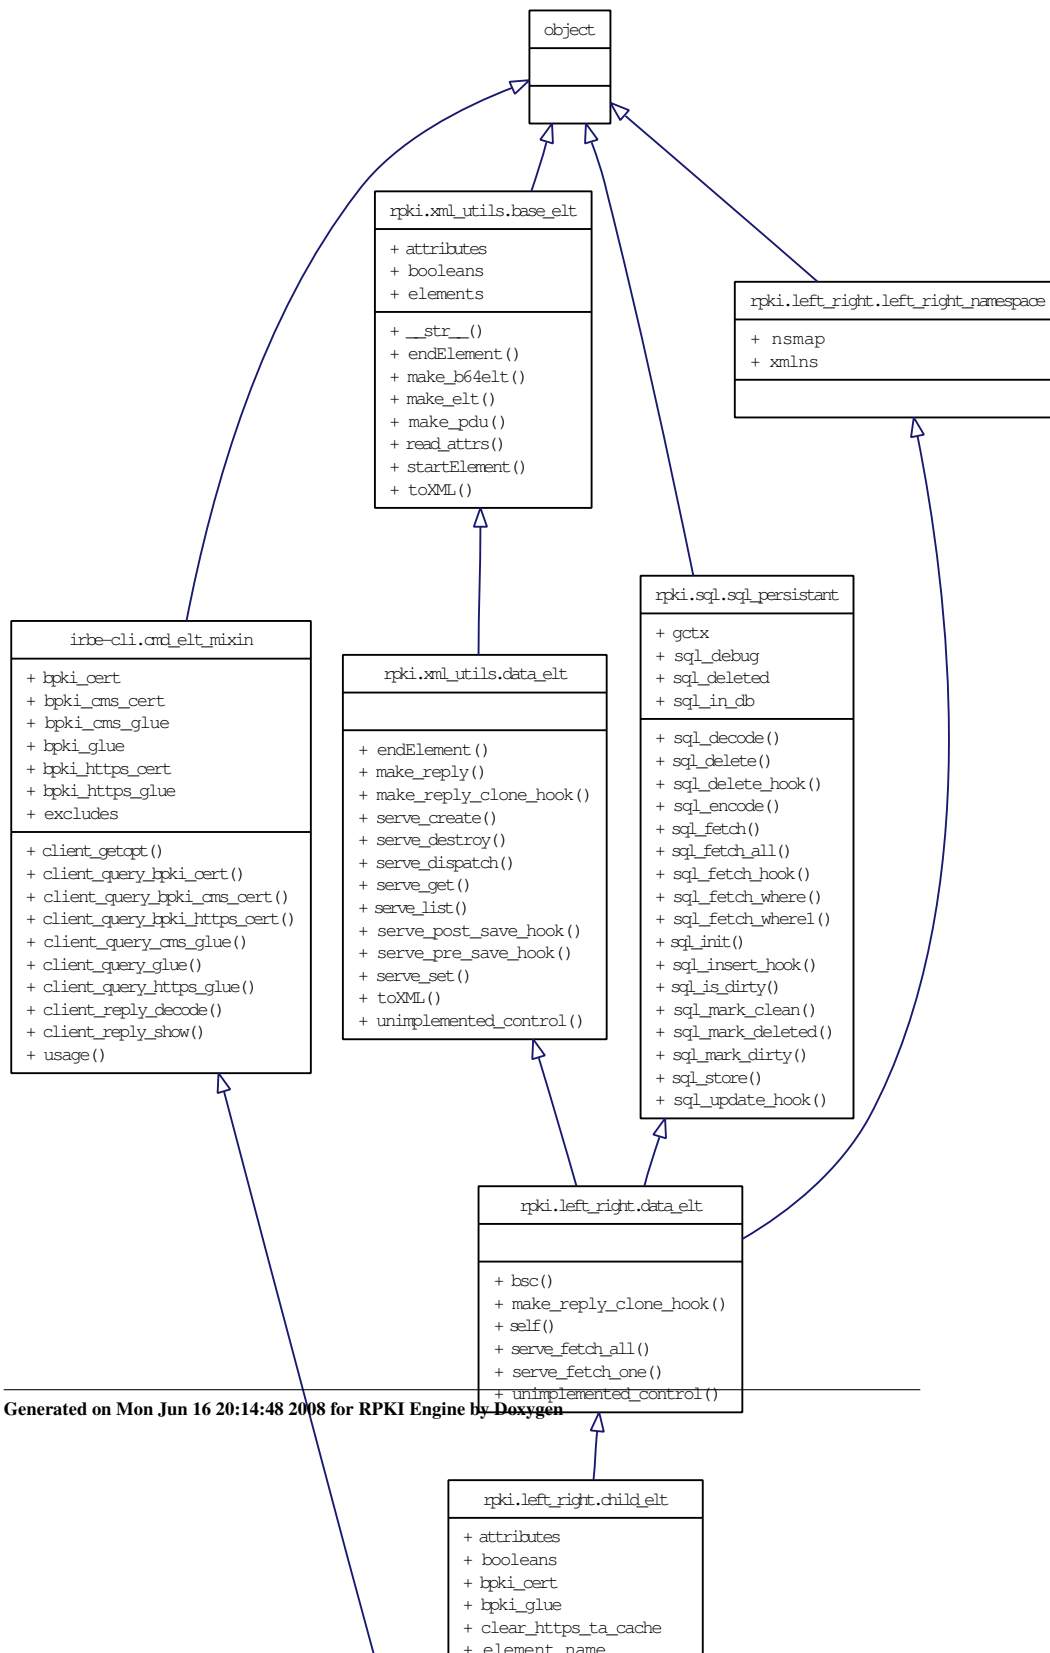 object
rpki.xml_utils.base_elt
+ attributes
+ booleans
+ elements
+ __str__()
+ endElement()
+ make_b64elt()
+ make_elt()
+ make_pdu()
+ read_attrs()
+ startElement()
+ toXML()
rpki.left_right.left_right_namespace
+ nsmap
+ xmlns
rpki.sql.sql_persistant
+ gctx
+ sql_debug
+ sql_deleted
+ sql_in_db
+ sql_decode()
+ sql_delete()
+ sql_delete_hook()
+ sql_encode()
+ sql_fetch()
+ sql_fetch_all()
+ sql_fetch_hook()
+ sql_fetch_where()
+ sql_fetch_where1()
+ sql_init()
+ sql_insert_hook()
+ sql_is_dirty()
+ sql_mark_clean()
+ sql_mark_deleted()
+ sql_mark_dirty()
+ sql_store()
+ sql_update_hook()
irbe-cli.cmd_elt_mixin
+ bpki_cert
+ bpki_cms_cert
+ bpki_cms_glue
+ bpki_glue
+ bpki_https_cert
+ bpki_https_glue
+ excludes
+ client_getopt()
+ client_query_bpki_cert()
+ client_query_bpki_cms_cert()
+ client_query_bpki_https_cert()
+ client_query_cms_glue()
+ client_query_glue()
+ client_query_https_glue()
+ client_reply_decode()
+ client_reply_show()
+ usage()
rpki.xml_utils.data_elt
+ endElement()
+ make_reply()
+ make_reply_clone_hook()
+ serve_create()
+ serve_destroy()
+ serve_dispatch()
+ serve_get()
+ serve_list()
+ serve_post_save_hook()
+ serve_pre_save_hook()
+ serve_set()
+ toXML()
+ unimplemented_control()
rpki.left_right.data_elt
+ bsc()
+ make_reply_clone_hook()
+ self()
+ serve_fetch_all()
+ serve_fetch_one()
+ unimplemented_control()
Generated on Mon Jun 16 20:14:48 2008 for RPKI Engine by Doxygen
rpki.left_right.child_elt
+ attributes
+ booleans
+ bpki_cert
+ bpki_glue
+ clear_https_ta_cache
+ element_name